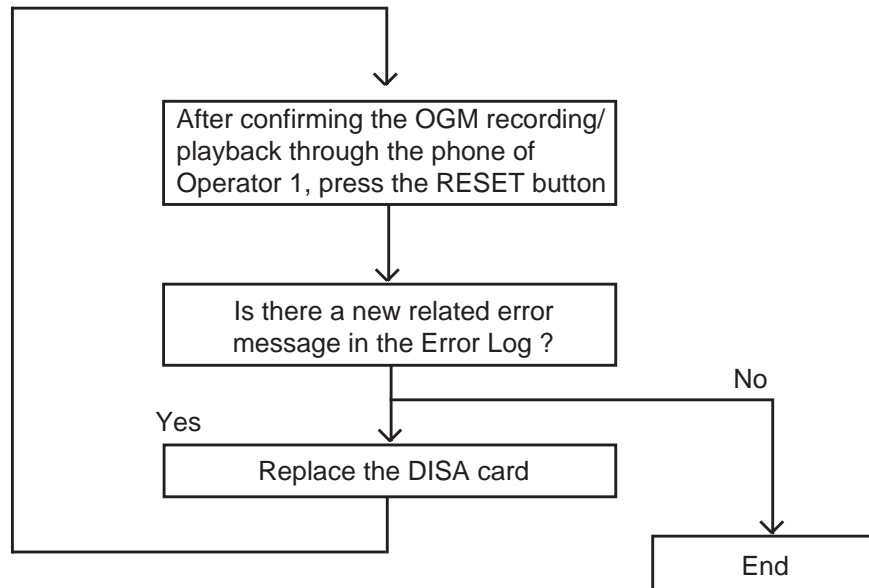 After confirming the OGM recording/
playback through the phone of
Operator 1, press the RESET button
Is there a new related error
message in the Error Log ?
No
Yes
Replace the DISA card
End